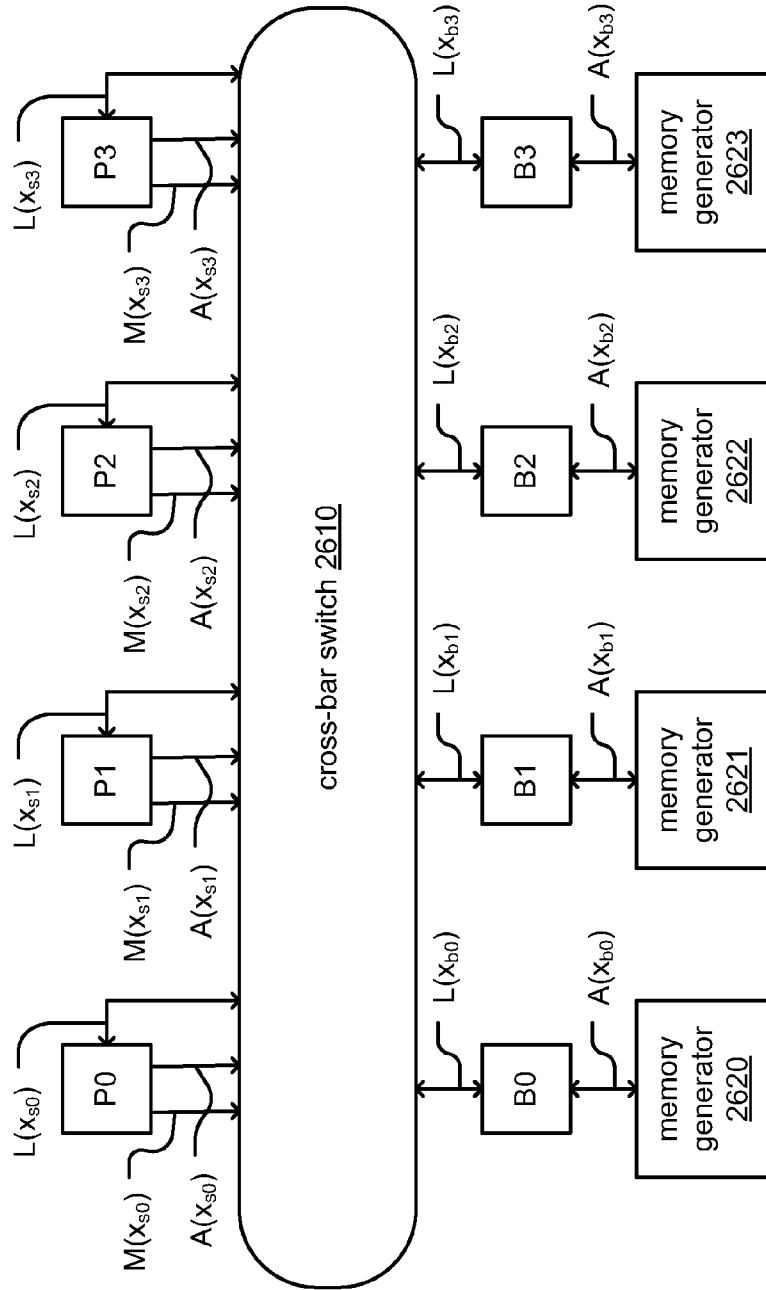 L(xs0)
P0
M(xs0)
A(xs0)
L(xs1)
P1
M(xs1)
A(xs1)
L(xs2)
P2
M(xs2)
A(xs2)
L(xs3)
P3
M(xs3)
A(xs3)
cross-bar switch 2610
L(xb0)
B0
A(xb0)
memory
generator
2620
L(xb1)
B1
A(xb1)
memory
generator
2621
L(xb2)
B2
A(xb2)
memory
generator
2622
L(xb3)
B3
A(xb3)
memory
generator
2623